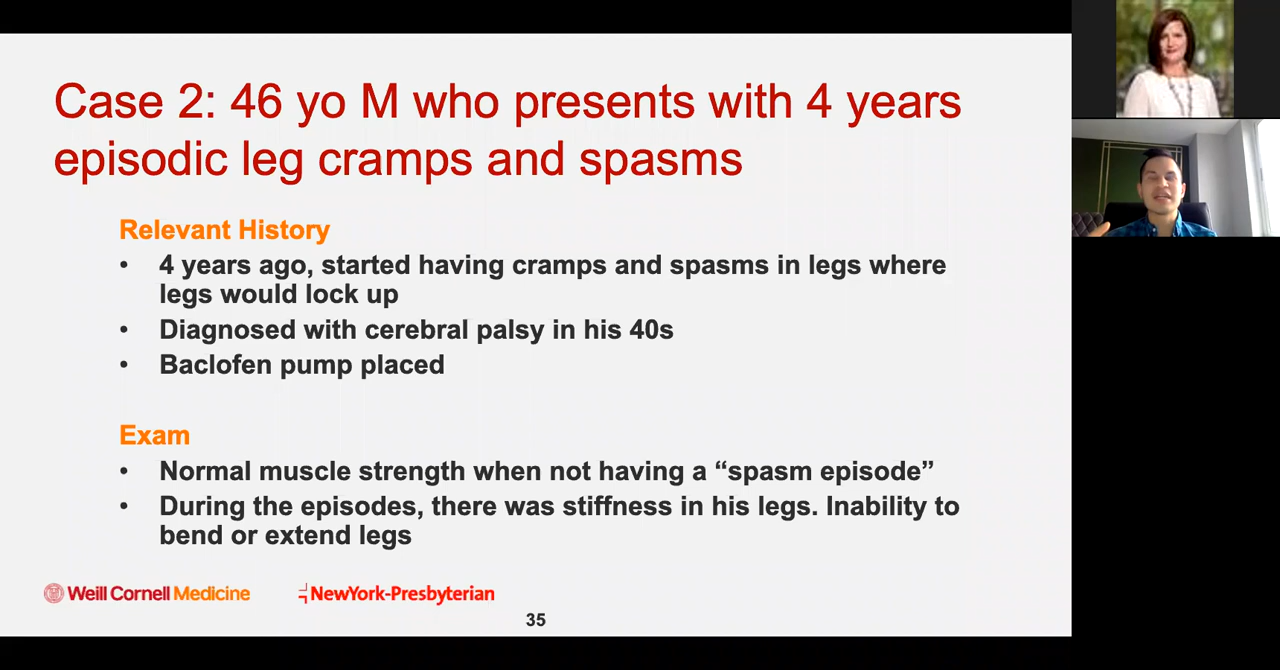 Case 2: 46 yo M who presents with 4 years
episodic leg cramps and spasms
Relevant History
• 4 years ago, started having cramps and spasms in legs where
legs would lock up
• Diagnosed with cerebral palsy in his 40s
• Baclofen pump placed
Exam
• Normal muscle strength when not having a “spasm episode”
• During the episodes, there was stiffness in his legs. Inability to
bend or extend legs
Weill Cornell Medicine
NewYork-Presbyterian
35